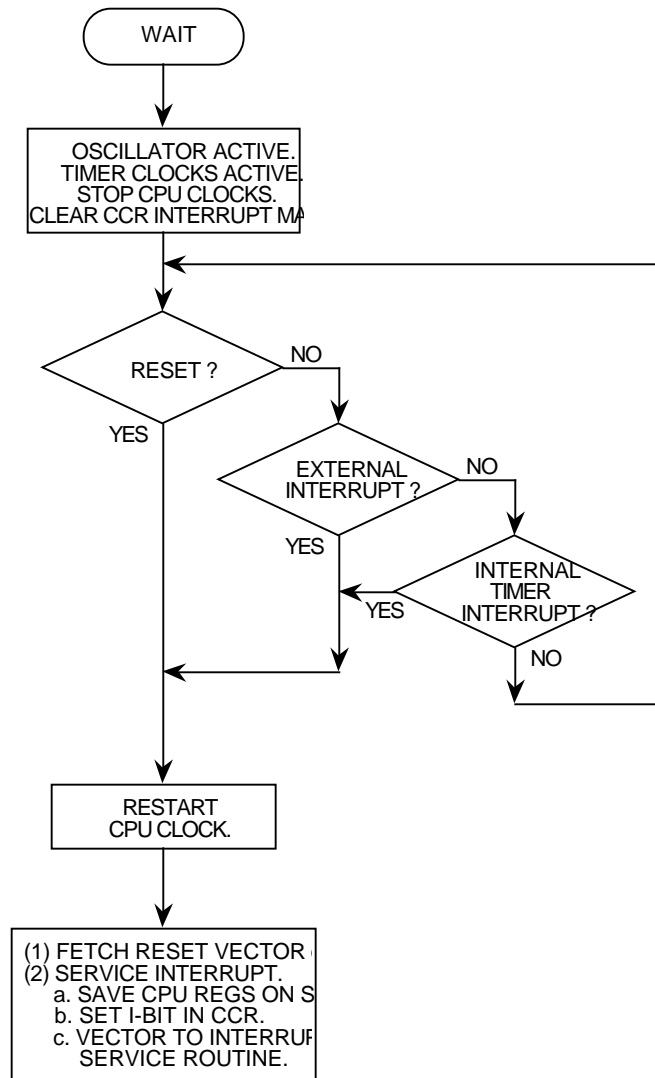 WAIT
OSCILLATOR ACTIVE.
TIMER CLOCKS ACTIVE.
STOP CPU CLOCKS.
CLEAR CCR INTERRUPT
RESET ?
NO
YES
EXTERNAL
INTERRUPT ?
NO
YES
INTERNAL
TIMER
INTERRUPT ?
YES
NO
RESTART
CPU CLOCK.
(1) FETCH RESET VECTOR
(2) SERVICE INTERRUPT.
a. SAVE CPU REGS ON
b. SET I-BIT IN CCR.
c. VECTOR TO
SERVICE ROUTINE.